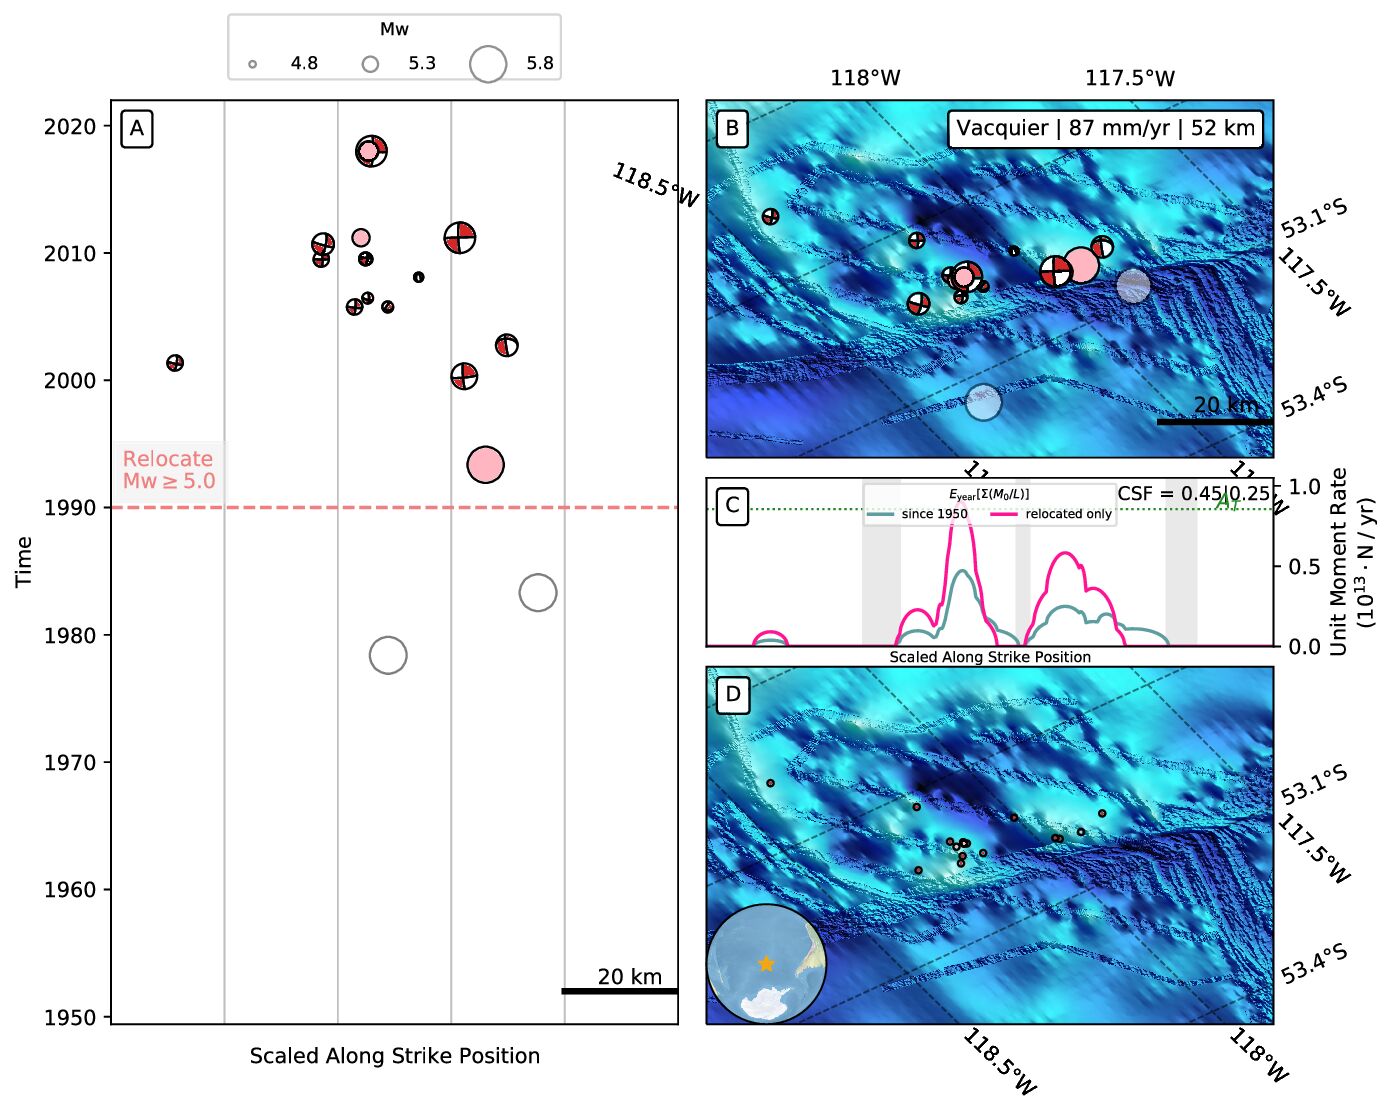 Mw
4.8 5.3 5.8
A
2020
2010
2000
1990
1980
1970
1960
1950
Time
Relocate
Mw ≥ 5.0
20 km
Scaled Along Strike Position
118°W 117.5°W
118.5°W
B
Vacquier | 87 mm/yr | 52 km
53.1°S
117.5°W
53.4°S
20 km
C
E_year[Σ(M_0/L)]
since 1950 relocated only
CSF = 0.45|0.25
A_T
1.0
0.5
0.0
Unit Moment Rate
(10^13 · N / yr)
Scaled Along Strike Position
D
53.1°S
117.5°W
53.4°S
118.5°W 118°W